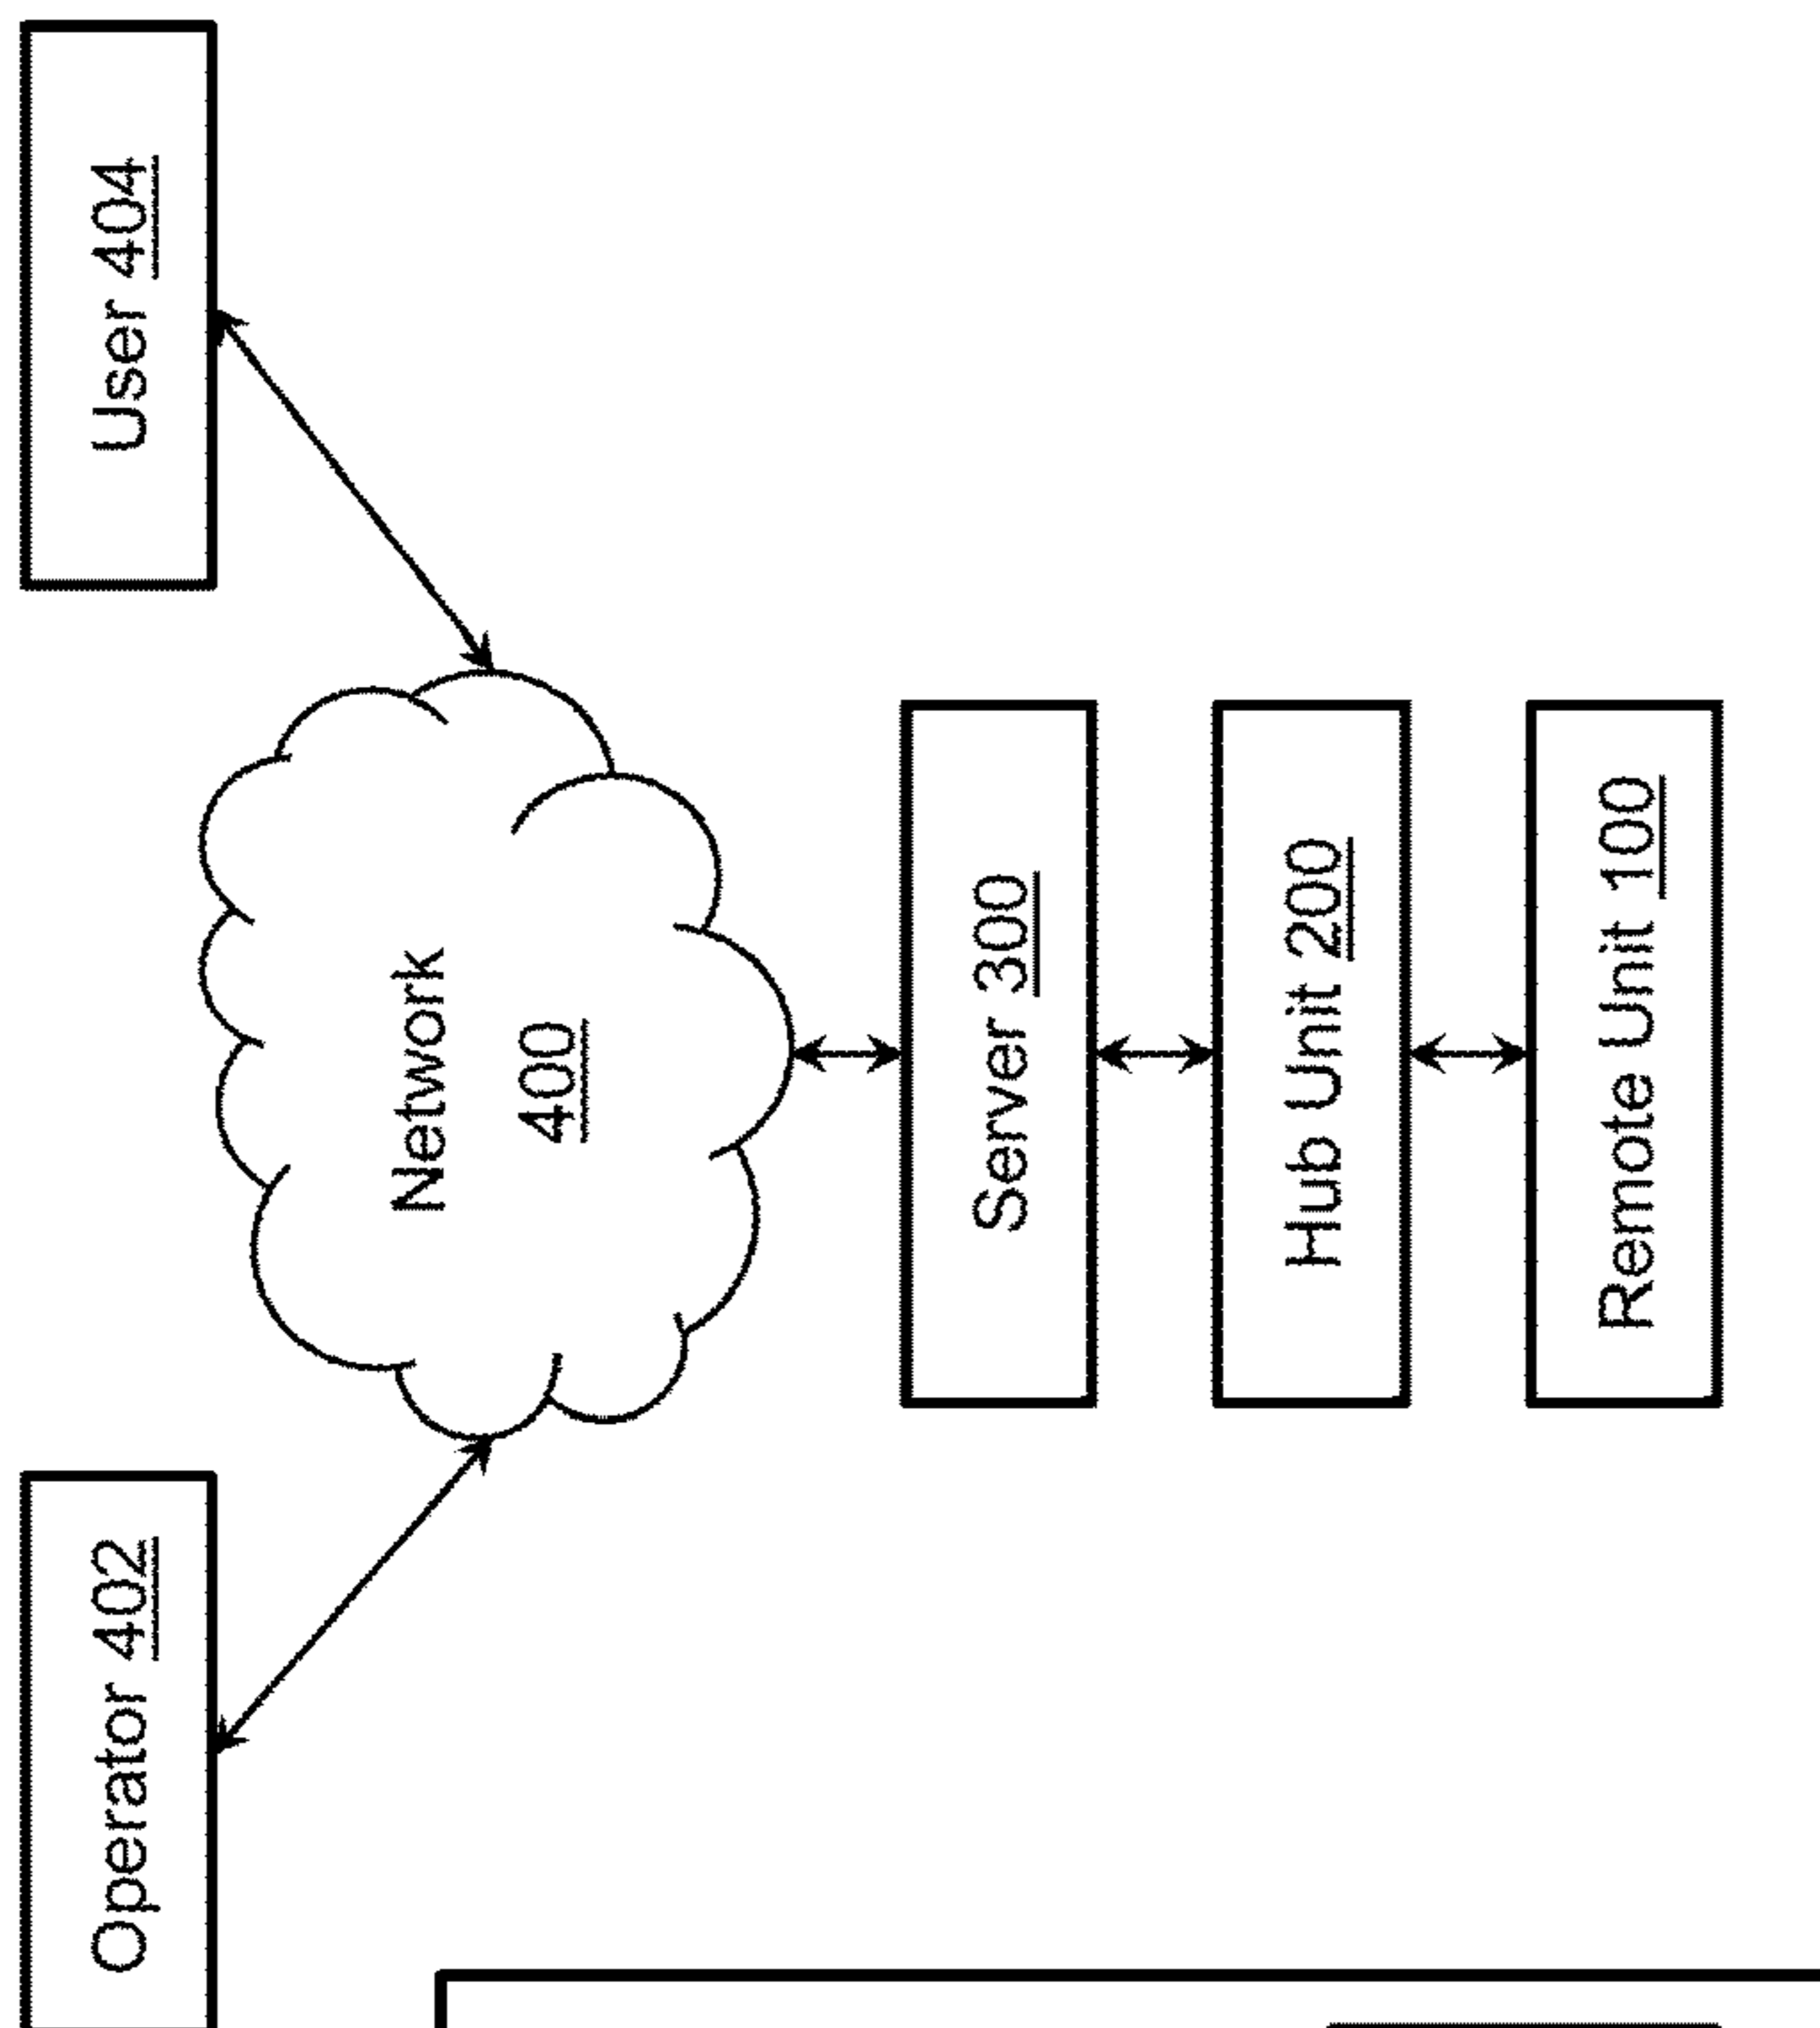 Operator 402
User 404
Network
400
Server 300
Hub Unit 200
Remote Unit 100